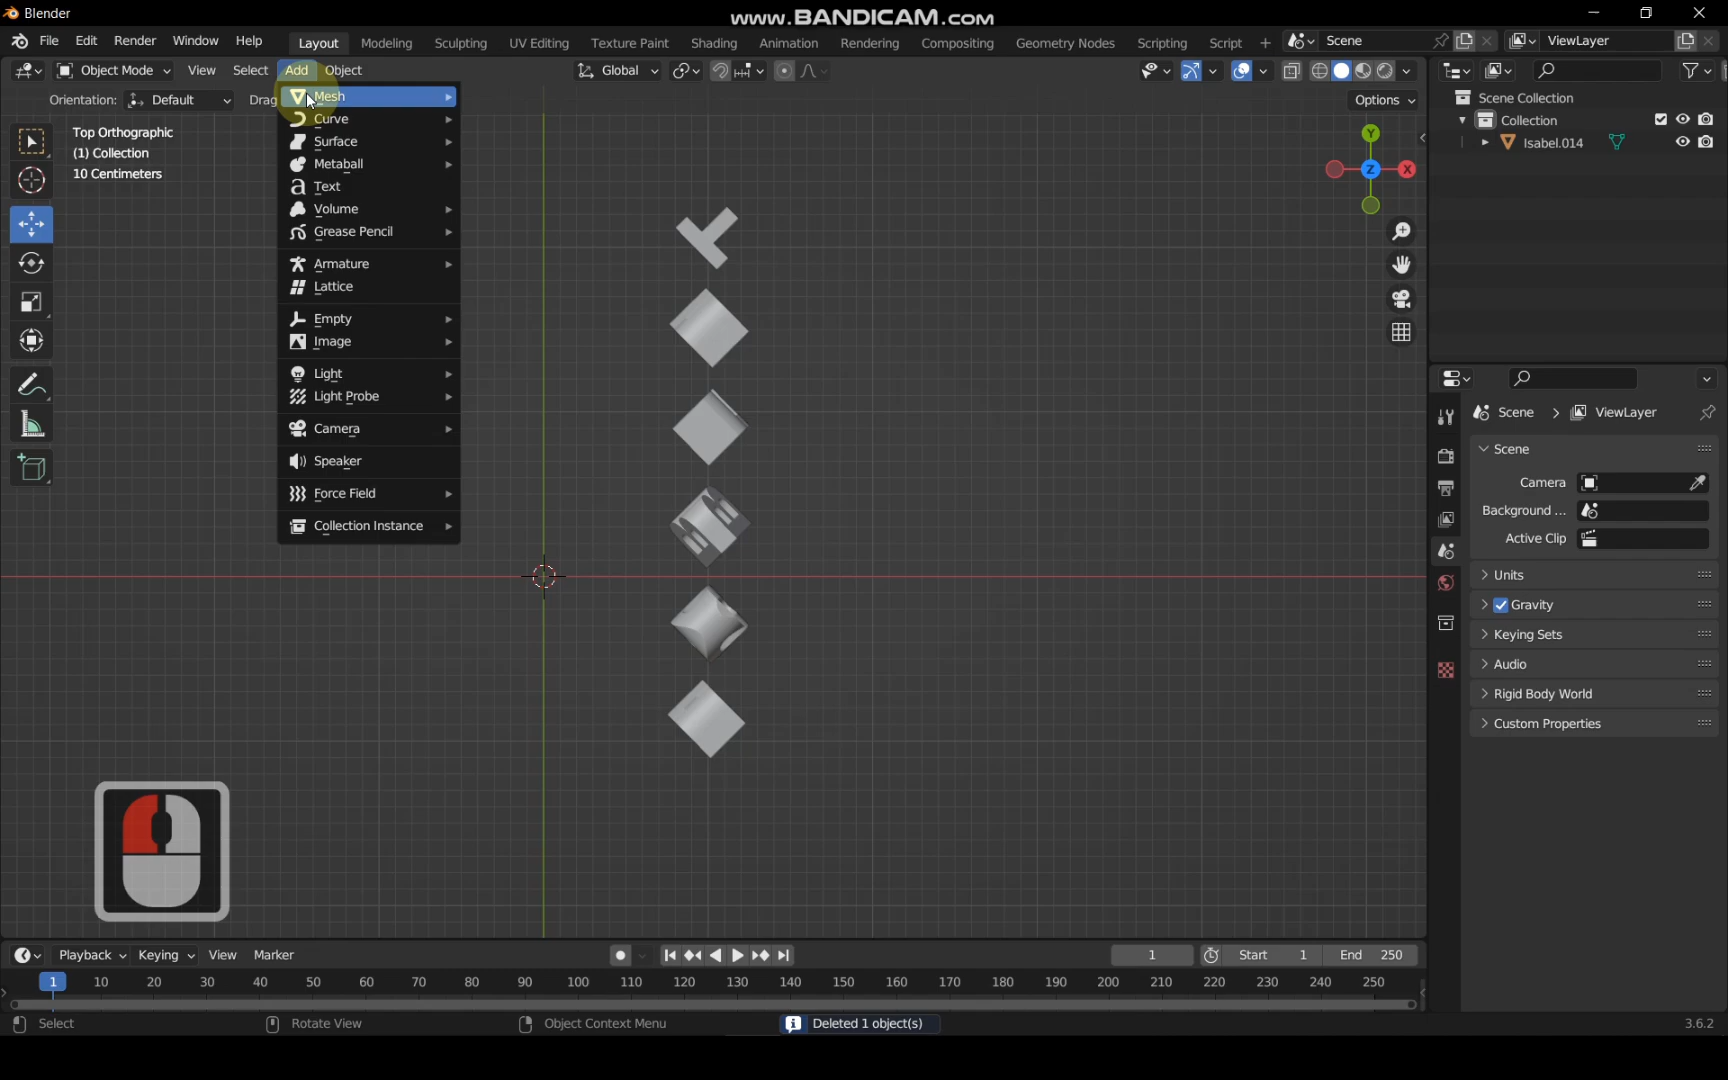 Blender
www.BANDICAM.com
File Edit Render Window Help Layout Modeling Sculpting UV Editing Texture Paint Shading Animation Rendering Compositing Geometry Nodes Scripting Script + Scene ViewLayer
Object Mode View Select Add Object Global
Orientation: Default Drag Options
Mesh
Curve
Surface
Metaball
Text
Volume
Grease Pencil
Armature
Lattice
Empty
Image
Light
Light Probe
Camera
Speaker
Force Field
Collection Instance
Top Orthographic
(1) Collection
10 Centimeters
Y
Z X
Scene Collection
Collection
Isabel.014
Scene > ViewLayer
Scene
Camera
Background ...
Active Clip
Units
Gravity
Keying Sets
Audio
Rigid Body World
Custom Properties
Playback Keying View Marker 1 Start 1 End 250
1 10 20 30 40 50 60 70 80 90 100 110 120 130 140 150 160 170 180 190 200 210 220 230 240 250
Select Rotate View Object Context Menu Deleted 1 object(s) 3.6.2